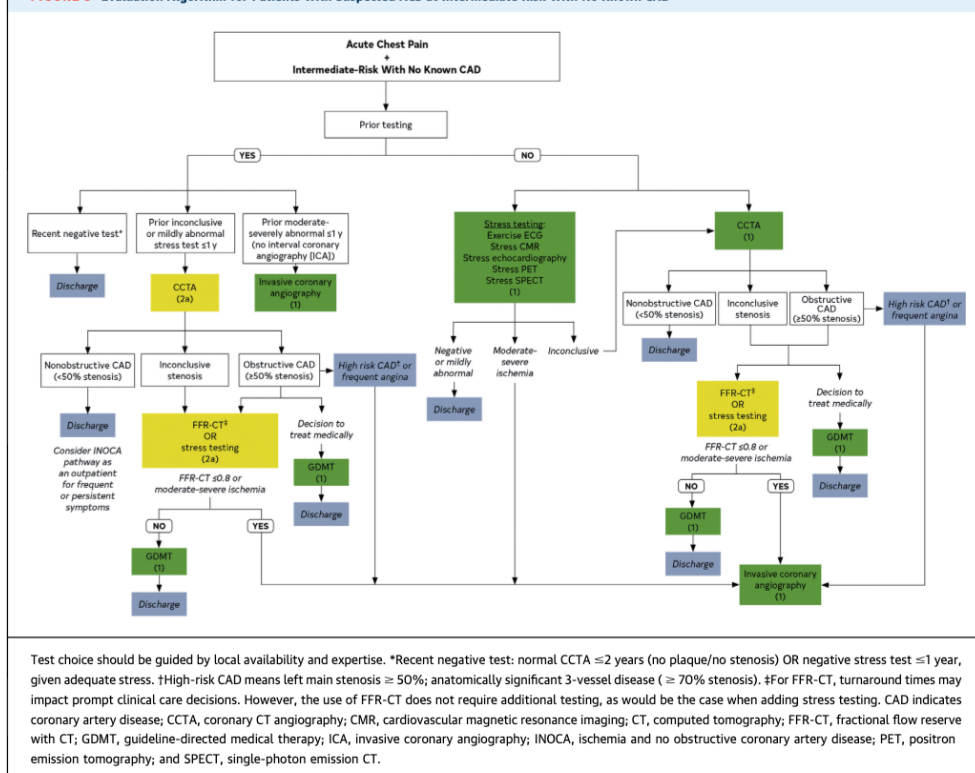 Acute Chest Pain
+
Intermediate-Risk With No Known CAD
Prior testing
YES
NO
Recent negative test*
Prior inconclusive
or mildly abnormal
stress test ≤1 y
Prior moderate-
severely abnormal ≤1 y
(no interval coronary
angiography [ICA])
Stress testing:
Exercise ECG
Stress CMR
Stress echocardiography
Stress PET
Stress SPECT
(1)
CCTA
(1)
Discharge
CCTA
(2a)
Invasive coronary
angiography
(1)
Nonobstructive CAD
(<50% stenosis)
Inconclusive
stenosis
Obstructive
CAD
(≥50% stenosis)
High risk CAD† or
frequent angina
Nonobstructive CAD
(<50% stenosis)
Inconclusive
stenosis
Obstructive CAD
(≥50% stenosis)
High risk CAD† or
frequent angina
Negative
or mildly
abnormal
Moderate-
severe
ischemia
Inconclusive
Discharge
Discharge
Discharge
Consider INOCA
pathway as
an outpatient
for frequent
or persistent
symptoms
FFR-CT‡
OR
stress testing
(2a)
Decision to
treat medically
GDMT
(1)
Discharge
FFR-CT ≤0.8 or
moderate-severe ischemia
NO
YES
GDMT
(1)
Discharge
FFR-CT‡
OR
stress testing
(2a)
Decision to
treat medically
GDMT
(1)
Discharge
FFR-CT ≤0.8 or
moderate-severe ischemia
NO
YES
GDMT
(1)
Discharge
Invasive coronary
angiography
(1)
Test choice should be guided by local availability and expertise. *Recent negative test: normal CCTA ≤2 years (no plaque/no stenosis) OR negative stress test ≤1 year,
given adequate stress. †High-risk CAD means left main stenosis ≥ 50%; anatomically significant 3-vessel disease ( ≥ 70% stenosis). ‡For FFR-CT, turnaround times may
impact prompt clinical care decisions. However, the use of FFR-CT does not require additional testing, as would be the case when adding stress testing. CAD indicates
coronary artery disease; CCTA, coronary CT angiography; CMR, cardiovascular magnetic resonance imaging; CT, computed tomography; FFR-CT, fractional flow reserve
with CT; GDMT, guideline-directed medical therapy; ICA, invasive coronary angiography; INOCA, ischemia and no obstructive coronary artery disease; PET, positron
emission tomography; and SPECT, single-photon emission CT.